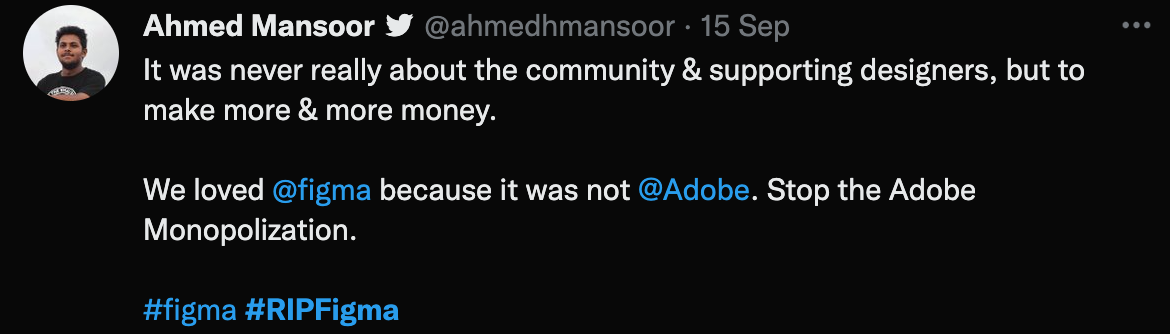 Ahmed Mansoor @ahmedhmansoor · 15 Sep
It was never really about the community & supporting designers, but to
make more & more money.
We loved @figma because it was not @Adobe. Stop the Adobe
Monopolization.
#figma #RIPFigma